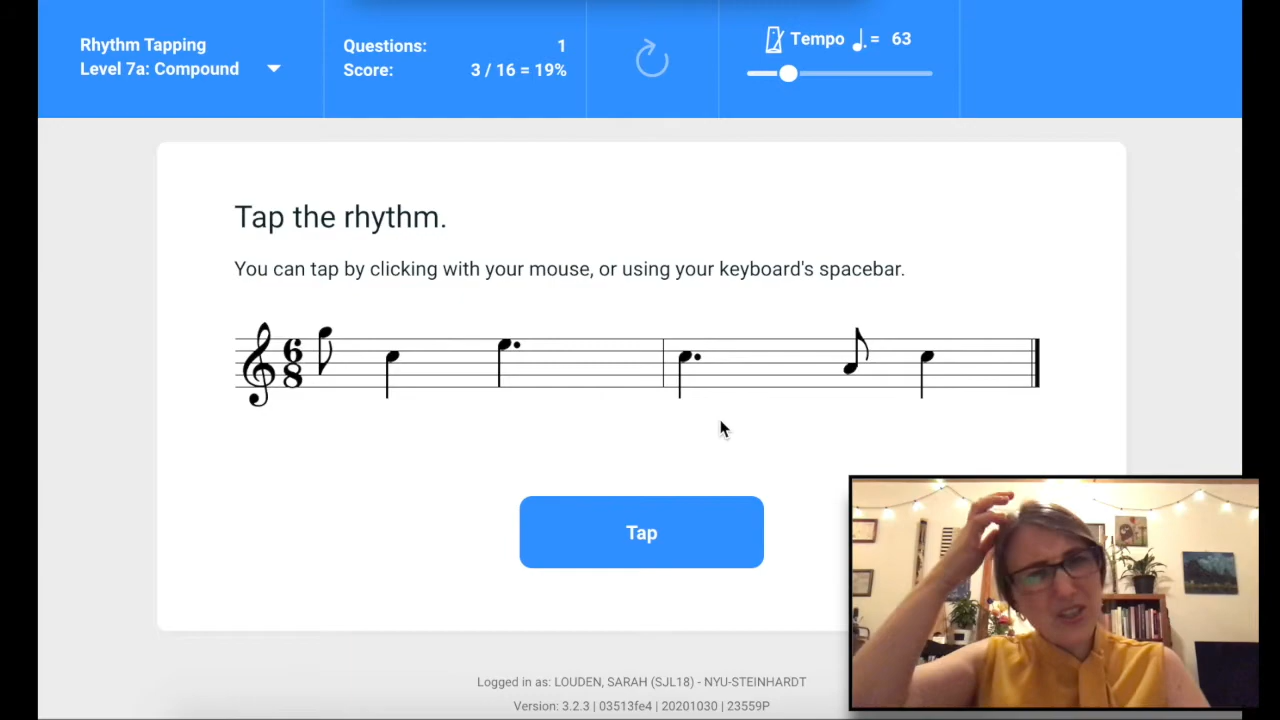 Rhythm Tapping
Level 7a: Compound
Questions: 1
Score: 3 / 16 = 19%
Tempo = 63
Tap the rhythm.
You can tap by clicking with your mouse, or using your keyboard's spacebar.
6
8
Tap
Logged in as: LOUDEN, SARAH (SJL18) - NYU-STEINHARDT
Version: 3.2.3 | 03513fe4 | 20201030 | 23559P